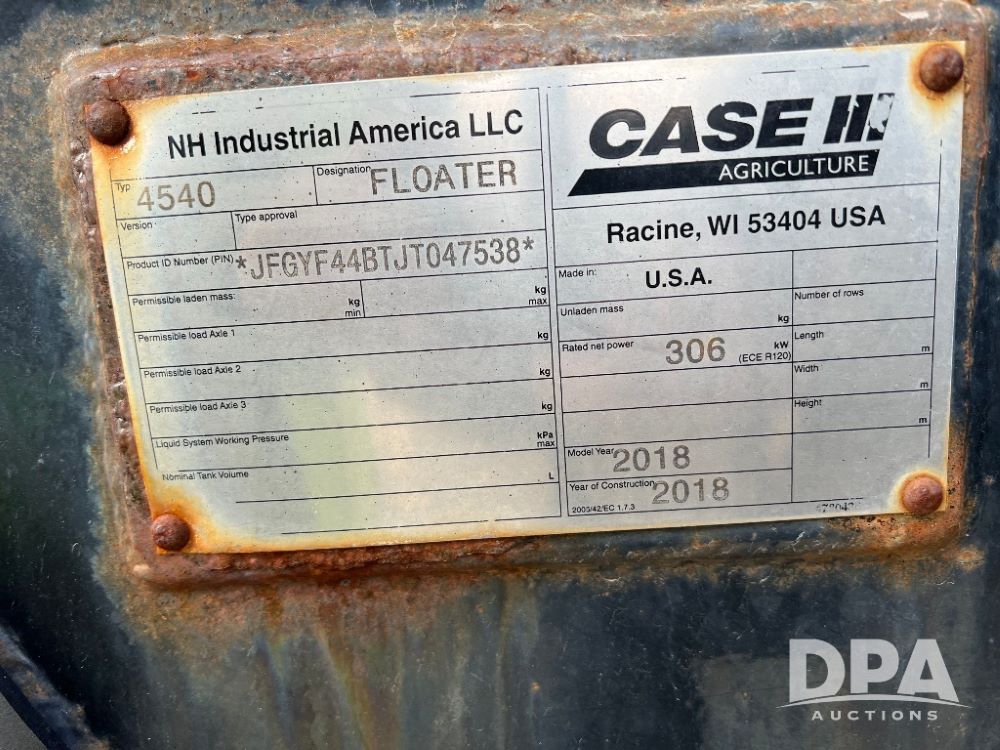 NH Industrial America LLC
Typ 4540 Designation FLOATER
Version Type approval
Product ID Number (PIN) *JFGYF44BTJT047538*
Permissible laden mass: kg min kg max
Permissible load Axle 1 kg
Permissible load Axle 2 kg
Permissible load Axle 3 kg
Liquid System Working Pressure kPa max
Nominal Tank Volume L
CASE IH
AGRICULTURE
Racine, WI 53404 USA
Made in: U.S.A.
Unladen mass kg Number of rows
Rated net power 306 kW (ECE R120) Length m
Width m
Height m
Model Year 2018
Year of Construction 2018
2003/42/EC 1.7.3
DPA
AUCTIONS